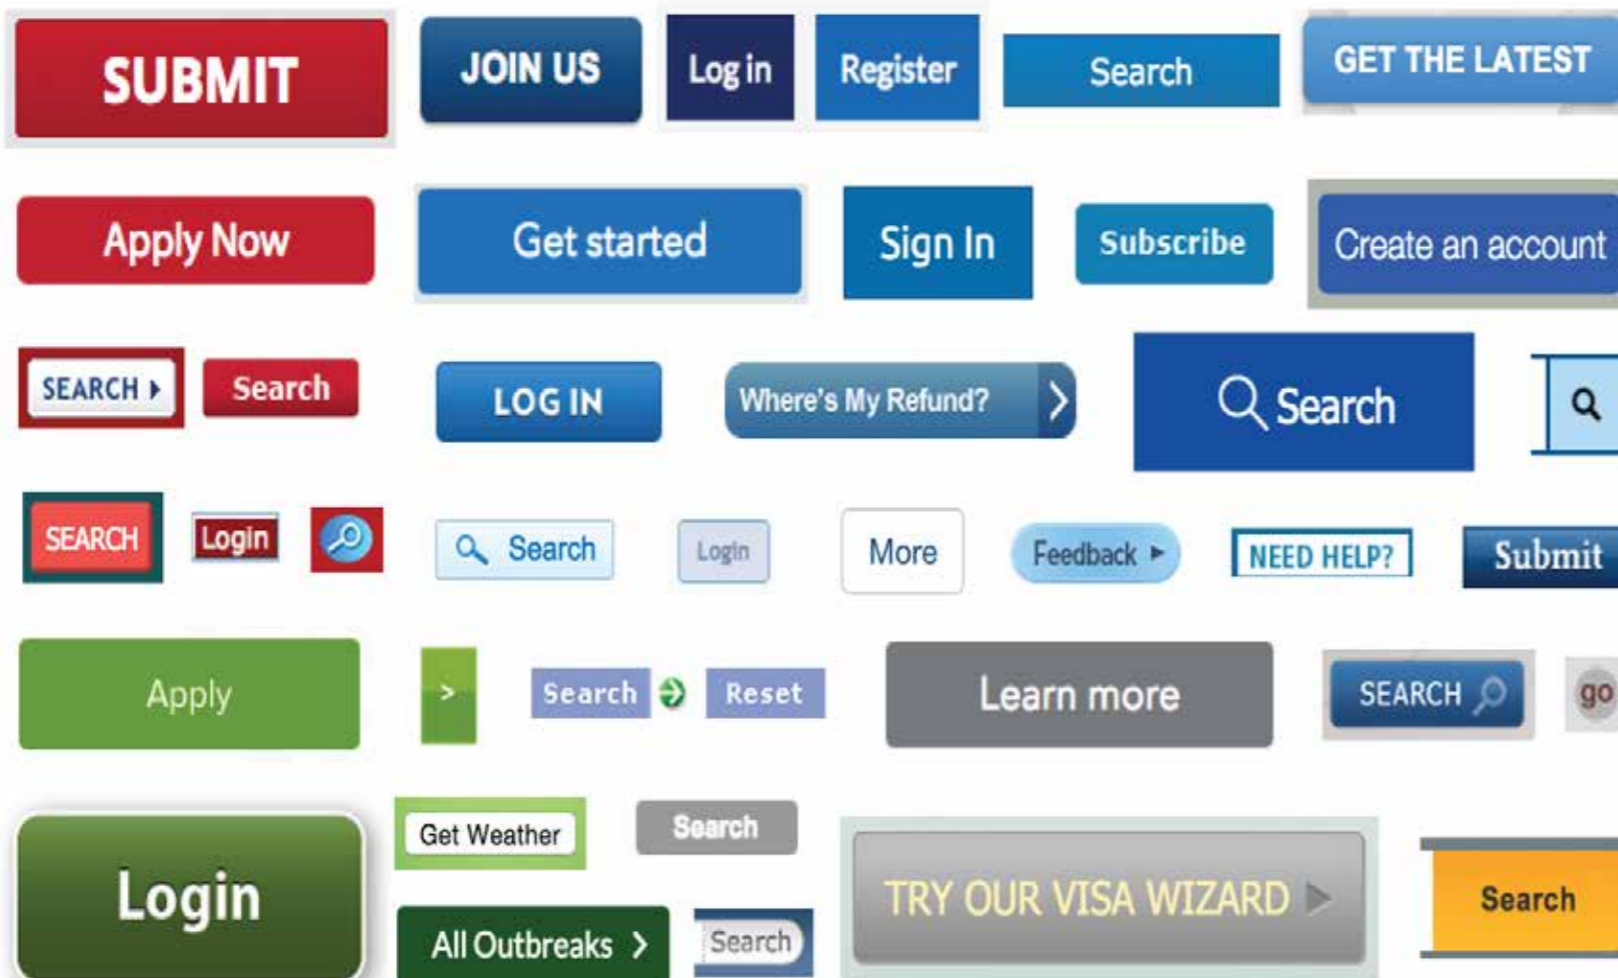 SUBMIT
JOIN US
Log in
Register
Search
GET THE LATEST
Apply Now
Get started
Sign In
Subscribe
Create an account
SEARCH
Search
LOG IN
Where's My Refund?
Search
SEARCH
Login
Search
Login
More
Feedback
NEED HELP?
Submit
Apply
>
Search
Reset
Learn more
SEARCH
go
Login
Get Weather
Search
TRY OUR VISA WIZARD
Search
All Outbreaks >
Search